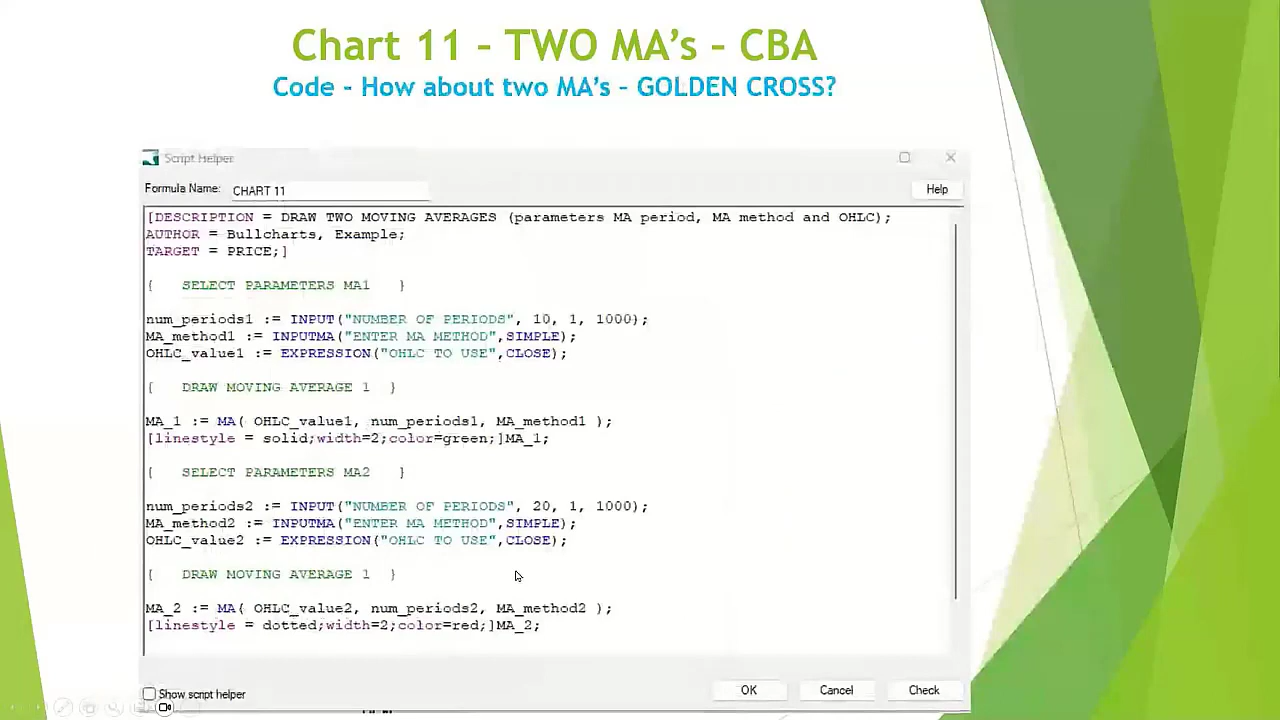 Chart 11 – TWO MA's – CBA
Code - How about two MA's – GOLDEN CROSS?
Script Helper
Formula Name: CHART 11
Help
[DESCRIPTION = DRAW TWO MOVING AVERAGES (parameters MA period, MA method and OHLC);
AUTHOR = Bullcharts, Example;
TARGET = PRICE;]
{ SELECT PARAMETERS MA1 }
num_periods1 := INPUT("NUMBER OF PERIODS", 10, 1, 1000);
MA_method1 := INPUTMA("ENTER MA METHOD",SIMPLE);
OHLC_value1 := EXPRESSION("OHLC TO USE",CLOSE);
{ DRAW MOVING AVERAGE 1 }
MA_1 := MA( OHLC_value1, num_periods1, MA_method1 );
[linestyle = solid;width=2;color=green;]MA_1;
{ SELECT PARAMETERS MA2 }
num_periods2 := INPUT("NUMBER OF PERIODS", 20, 1, 1000);
MA_method2 := INPUTMA("ENTER MA METHOD",SIMPLE);
OHLC_value2 := EXPRESSION("OHLC TO USE",CLOSE);
{ DRAW MOVING AVERAGE 1 }
MA_2 := MA( OHLC_value2, num_periods2, MA_method2 );
[linestyle = dotted;width=2;color=red;]MA_2;
Show script helper
OK
Cancel
Check